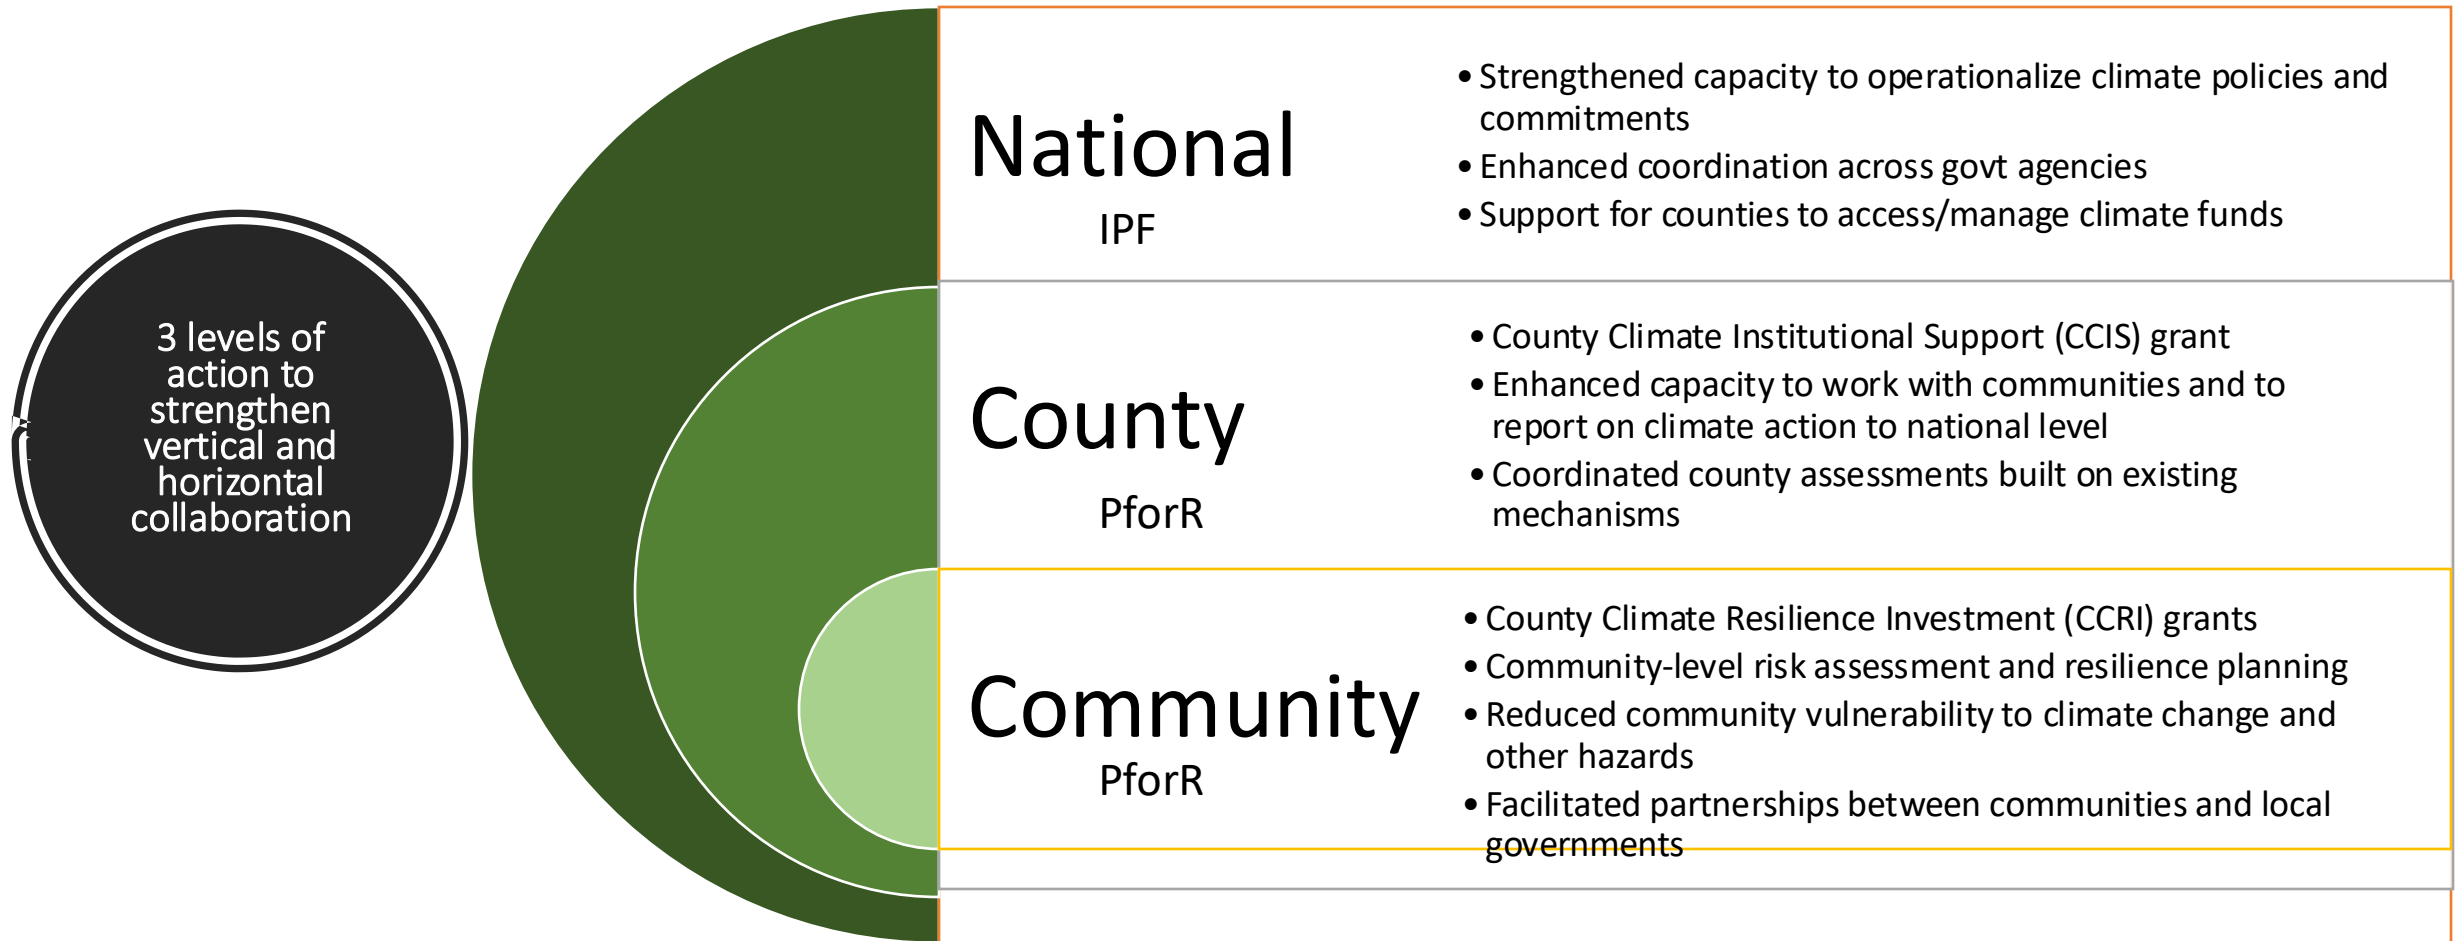 3 levels of
action to
strengthen
vertical and
horizontal
collaboration
National
IPF
• Strengthened capacity to operationalize climate policies and
commitments
• Enhanced coordination across govt agencies
• Support for counties to access/manage climate funds
County
PforR
• County Climate Institutional Support (CCIS) grant
• Enhanced capacity to work with communities and to
report on climate action to national level
• Coordinated county assessments built on existing
mechanisms
Community
PforR
• County Climate Resilience Investment (CCRI) grants
• Community-level risk assessment and resilience planning
• Reduced community vulnerability to climate change and
other hazards
• Facilitated partnerships between communities and local
governments